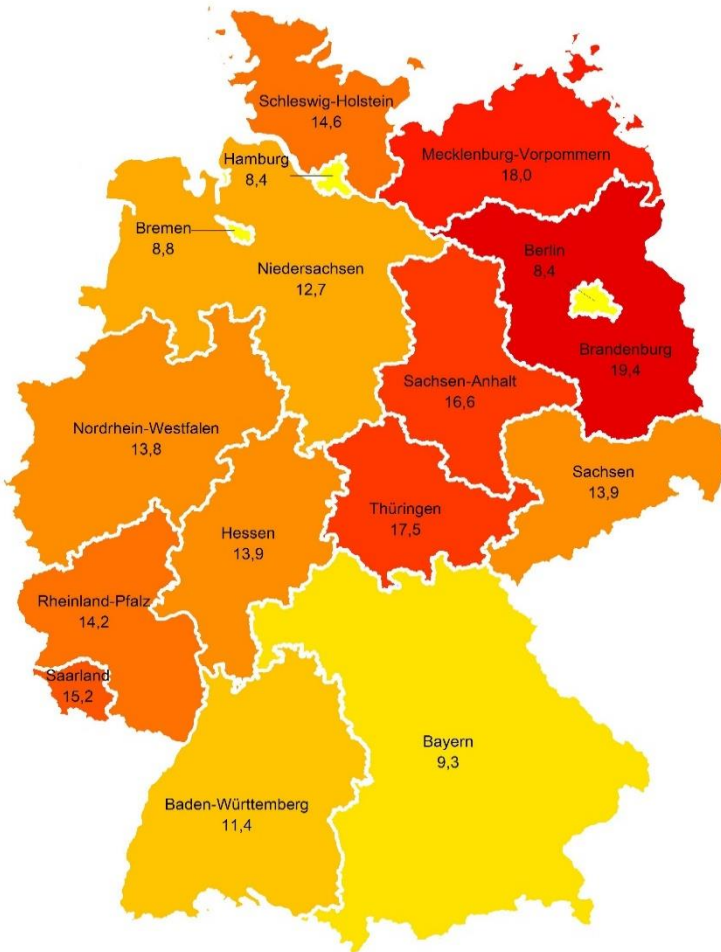 Schleswig-Holstein
14,6
Mecklenburg-Vorpommern
18,0
Hamburg
8,4
Bremen
8,8
Niedersachsen
12,7
Berlin
8,4
Brandenburg
19,4
Sachsen-Anhalt
16,6
Nordrhein-Westfalen
13,8
Sachsen
13,9
Thüringen
17,5
Hessen
13,9
Rheinland-Pfalz
14,2
Saarland
15,2
Bayern
9,3
Baden-Württemberg
11,4